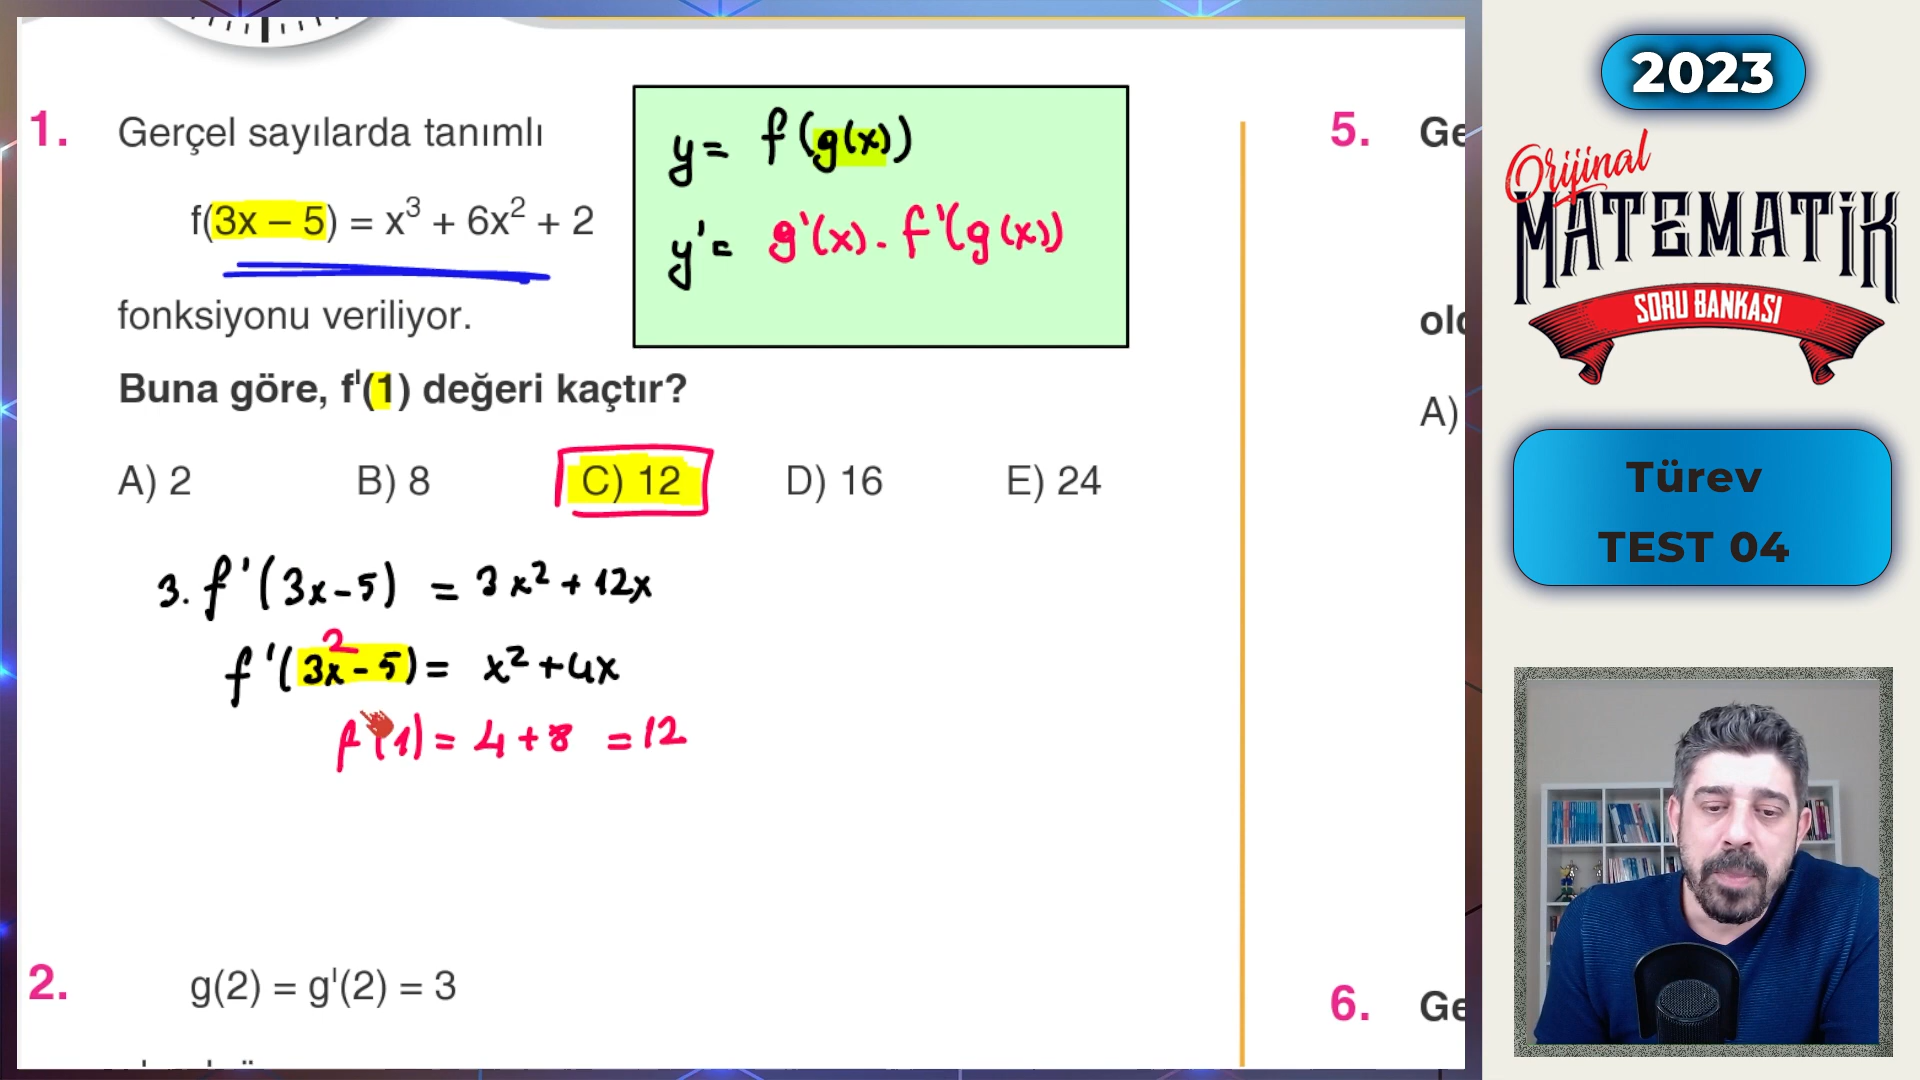 1. Gerçel sayılarda tanımlı
f(3x – 5) = x³ + 6x² + 2
fonksiyonu veriliyor.
Buna göre, f'(1) değeri kaçtır?
A) 2 B) 8 C) 12 D) 16 E) 24
y = f(g(x))
y' = g'(x) . f'(g(x))
3. f'(3x-5) = 3x² + 12x
2
f'(3x-5) = x² + 4x
f'(1) = 4 + 8 = 12
2. g(2) = g'(2) = 3
5. Ge
A)
6. Ge
2023
Orijinal
MATEMATİK
SORU BANKASI
Türev
TEST 04